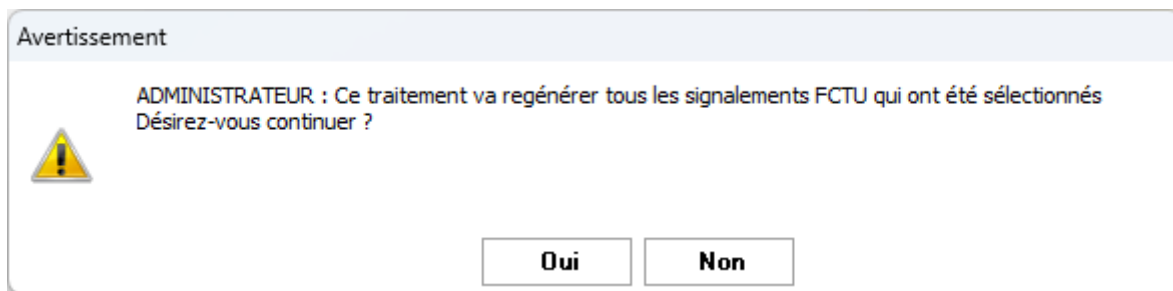 Avertissement
ADMINISTRATEUR : Ce traitement va regénérer tous les signalements FCTU qui ont été sélectionnés
Désirez-vous continuer ?
Oui Non